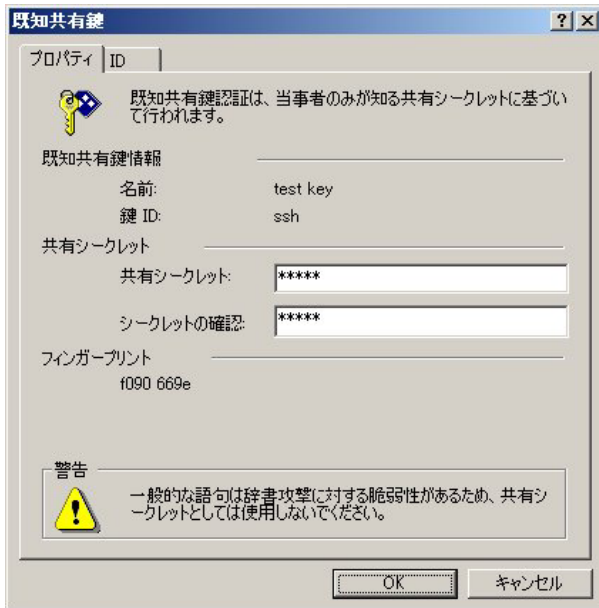 既知共有鍵
プロパティ ID
既知共有鍵認証は、当事者のみが知る共有シークレットに基づい
て行われます。
既知共有鍵情報
名前: test key
鍵 ID: ssh
共有シークレット
共有シークレット: *****
シークレットの確認: *****
フィンガープリント
f090 669e
警告
一般的な語句は辞書攻撃に対する脆弱性があるため、共有シ
ークレットとしては使用しないでください。
OK キャンセル